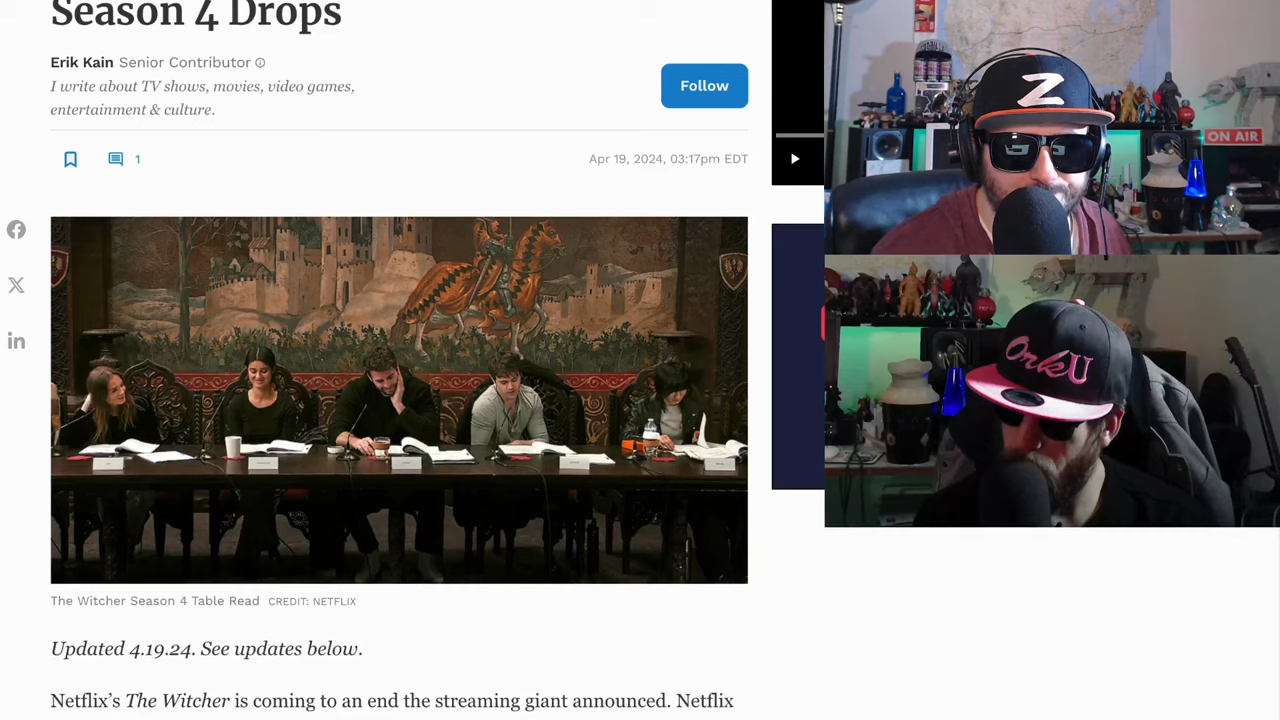 Season 4 Drops
Erik Kain Senior Contributor
I write about TV shows, movies, video games,
entertainment & culture.
Follow
1
Apr 19, 2024, 03:17pm EDT
The Witcher Season 4 Table Read CREDIT: NETFLIX
Updated 4.19.24. See updates below.
Netflix's The Witcher is coming to an end the streaming giant announced. Netflix
Z
ON AIR
OrkU